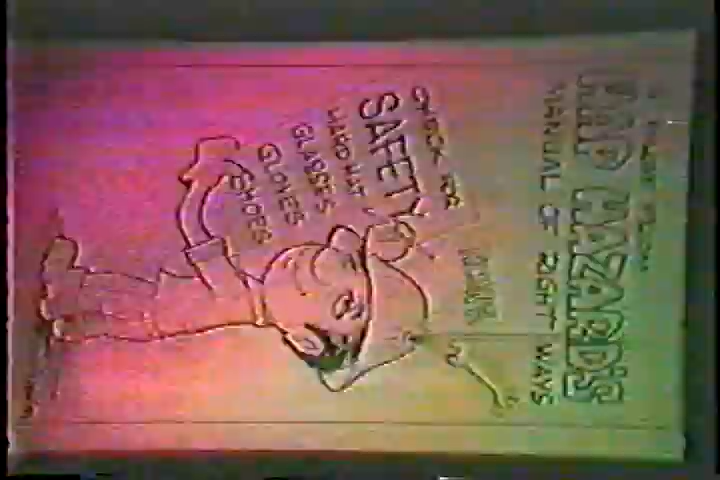 HAP HAZARD'S
MANUAL OF RIGHT WAYS
CHECK FOR
SAFETY
HARD HAT
GLASSES
GLOVES
SHOES